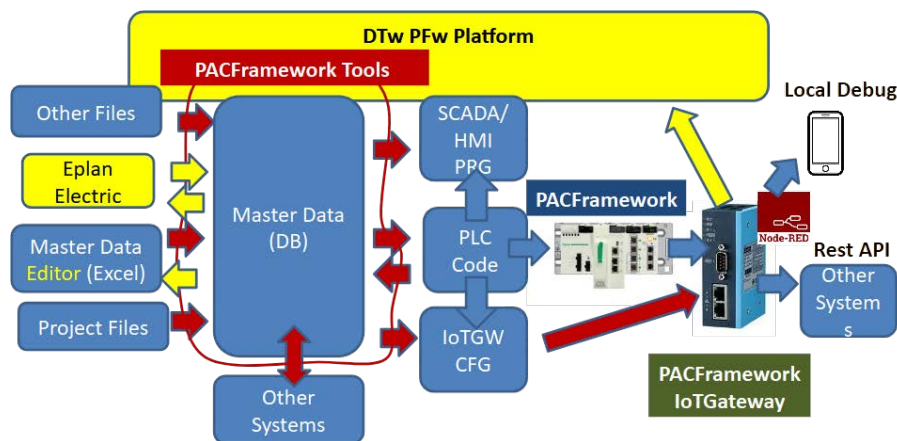 DTw PFw Platform
PACFramework Tools
Other Files
Eplan
Electric
Master Data
Editor (Excel)
Project Files
Master Data
(DB)
Other
Systems
SCADA/
HMI
PRG
PLC
Code
IoTGW
CFG
PACFramework
Local Debug
Node-RED
Rest API
Other
System
s
PACFramework
IoTGateway